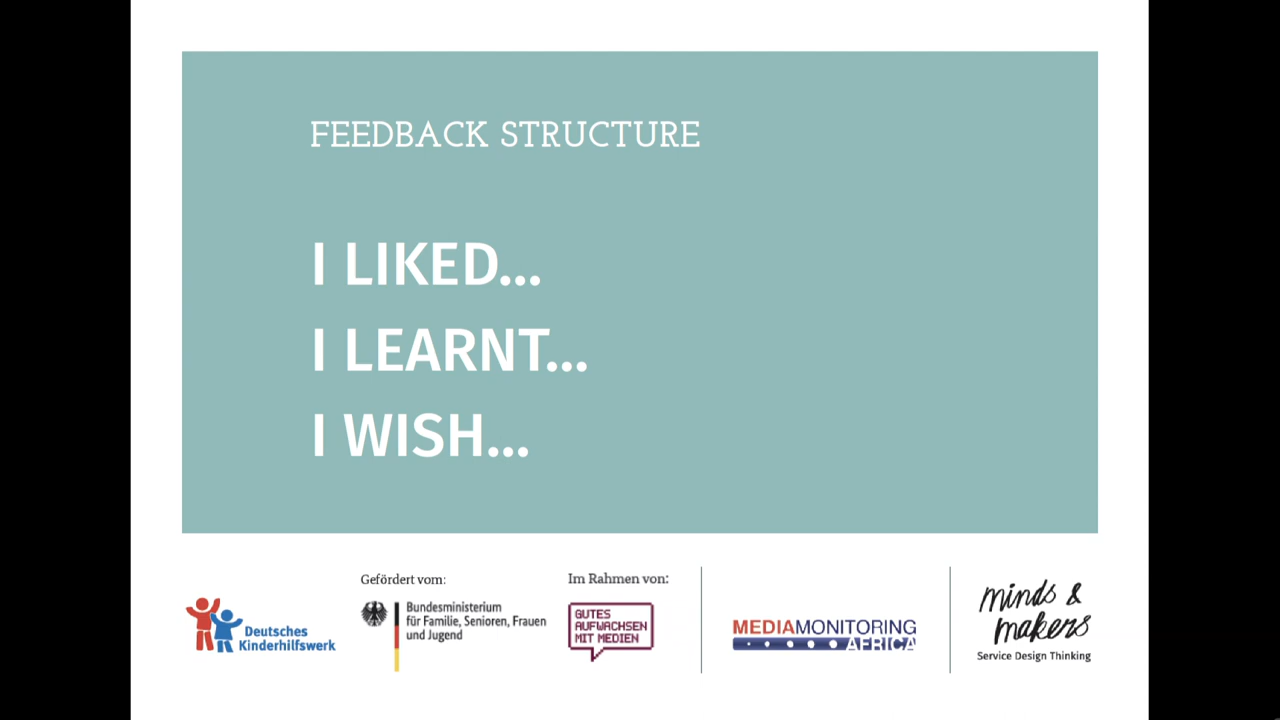 FEEDBACK STRUCTURE
I LIKED...
I LEARNT...
I WISH...
Deutsches
Kinderhilfswerk
Gefördert vom:
Bundesministerium
für Familie, Senioren, Frauen
und Jugend
Im Rahmen von:
GUTES
AUFWACHSEN
MIT MEDIEN
MEDIAMONITORING
AFRICA
minds &
makers
Service Design Thinking